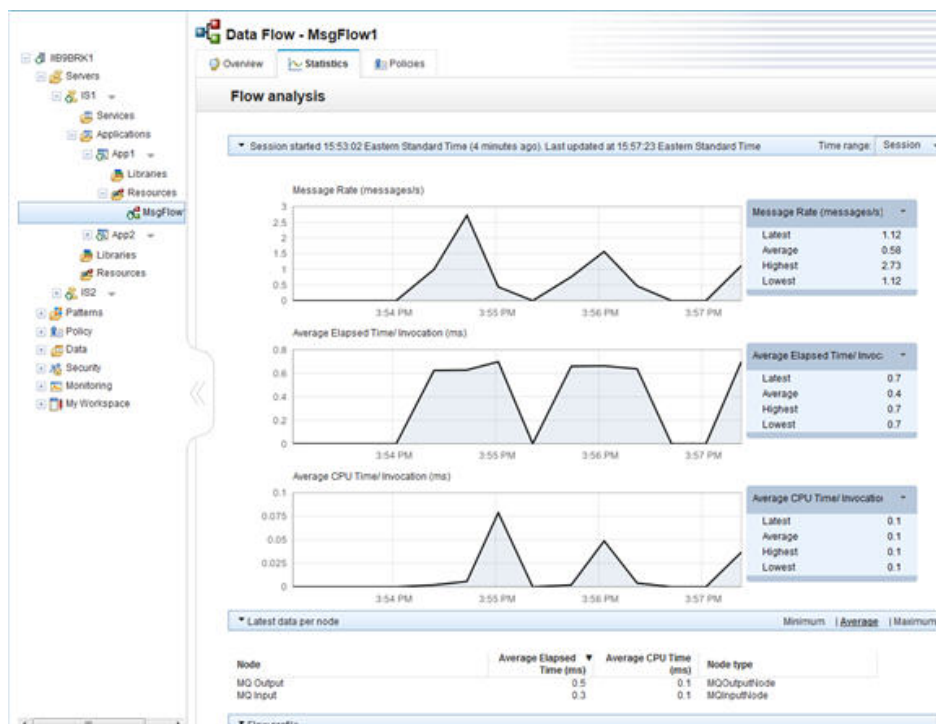 Data Flow - MsgFlow1
Overview Statistics Policies
Flow analysis
IIB9BRK1
Servers
IS1
Services
Applications
App1
Libraries
Resources
MsgFlow
App2
Libraries
Resources
IS2
Patterns
Policy
Data
Security
Monitoring
My Workspace
Session started 15:53:02 Eastern Standard Time (4 minutes ago). Last updated at 15:57:23 Eastern Standard Time Time range: Session
Message Rate (messages/s)
3
2.5
2
1.5
1
0.5
0
3:54 PM 3:55 PM 3:56 PM 3:57 PM
Message Rate (messages/s)
Latest 1.12
Average 0.58
Highest 2.73
Lowest 1.12
Average Elapsed Time/ Invocation (ms)
0.8
0.6
0.4
0.2
0
3:54 PM 3:55 PM 3:56 PM 3:57 PM
Average Elapsed Time/ Invoc
Latest 0.7
Average 0.4
Highest 0.7
Lowest 0.7
Average CPU Time/ Invocation (ms)
0.1
0.075
0.05
0.025
0
3:54 PM 3:55 PM 3:56 PM 3:57 PM
Average CPU Time/ Invocatio
Latest 0.1
Average 0.1
Highest 0.1
Lowest 0.1
Latest data per node Minimum | Average | Maximum
Node Average Elapsed Time (ms) Average CPU Time (ms) Node type
MQ Output 0.5 0.1 MQOutputNode
MQ Input 0.3 0.1 MQInputNode